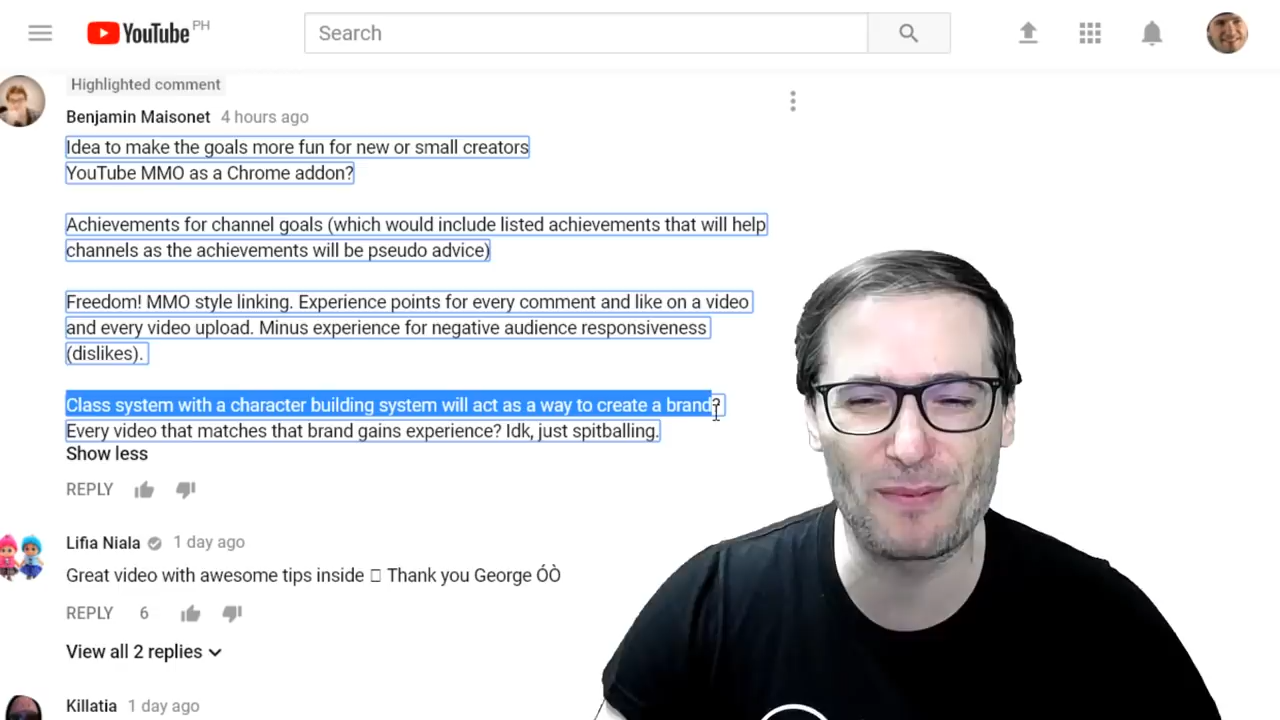 YouTube PH
Search
Highlighted comment
Benjamin Maisonet 4 hours ago
Idea to make the goals more fun for new or small creators
YouTube MMO as a Chrome addon?
Achievements for channel goals (which would include listed achievements that will help
channels as the achievements will be pseudo advice)
Freedom! MMO style linking. Experience points for every comment and like on a video
and every video upload. Minus experience for negative audience responsiveness
(dislikes).
Class system with a character building system will act as a way to create a brand?
Every video that matches that brand gains experience? Idk, just spitballing.
Show less
REPLY
Lifia Niala 1 day ago
Great video with awesome tips inside Thank you George ÓÒ
REPLY 6
View all 2 replies
Killatia 1 day ago